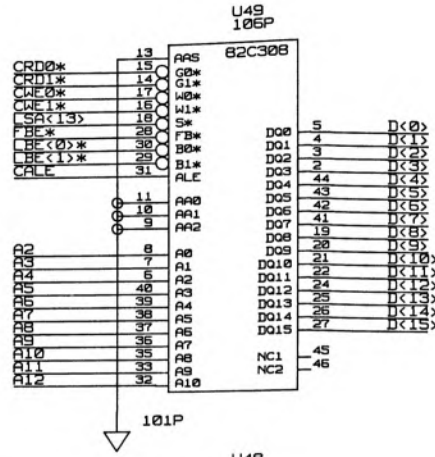 U49
106P
82C308
13 AAS
CRD0* 15 G0*
CRD1* 14 G1*
CWE0* 17 W0*
CWE1* 16 W1*
LSA<13> 18 S*
FBE* 28 FB*
LBE<0>* 30 B0*
LBE<1>* 29 B1*
CALE 31 ALE
11 AA0
10 AA1
9 AA2
A2 8 A0
A3 7 A1
A4 6 A2
A5 40 A3
A6 39 A4
A7 38 A5
A8 37 A6
A9 36 A7
A10 35 A8
A11 33 A9
A12 32 A10
DQ0 5 D<0>
DQ1 4 D<1>
DQ2 3 D<2>
DQ3 2 D<3>
DQ4 44 D<4>
DQ5 43 D<5>
DQ6 42 D<6>
DQ7 41 D<7>
DQ8 19 D<8>
DQ9 20 D<9>
DQ10 21 D<10>
DQ11 22 D<11>
DQ12 24 D<12>
DQ13 25 D<13>
DQ14 26 D<14>
DQ15 27 D<15>
NC1 45
NC2 46
101P